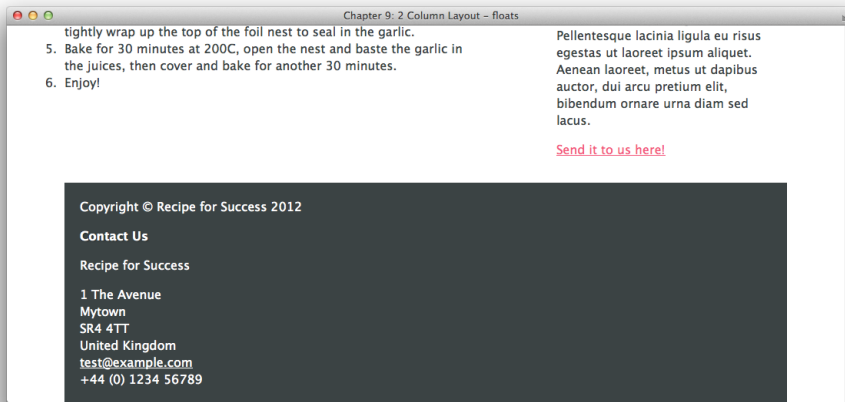 Chapter 9: 2 Column Layout – floats
tightly wrap up the top of the foil nest to seal in the garlic.
5. Bake for 30 minutes at 200C, open the nest and baste the garlic in
the juices, then cover and bake for another 30 minutes.
6. Enjoy!
Pellentesque lacinia ligula eu risus
egestas ut laoreet ipsum aliquet.
Aenean laoreet, metus ut dapibus
auctor, dui arcu pretium elit,
bibendum ornare urna diam sed
lacus.
Send it to us here!
Copyright © Recipe for Success 2012
Contact Us
Recipe for Success
1 The Avenue
Mytown
SR4 4TT
United Kingdom
test@example.com
+44 (0) 1234 56789